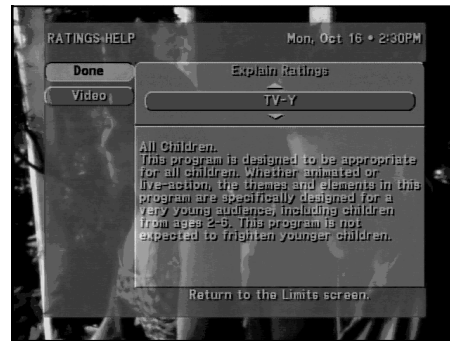 RATINGS HELP
Mon, Oct 16 • 2:30PM
Done
Explain Ratings
Video
TV-Y
All Children.
This program is designed to be appropriate
for all children. Whether animated or
live-action, the themes and elements in this
program are specifically designed for a
very young audience, including children
from ages 2-6. This program is not
expected to frighten younger children.
Return to the Limits screen.